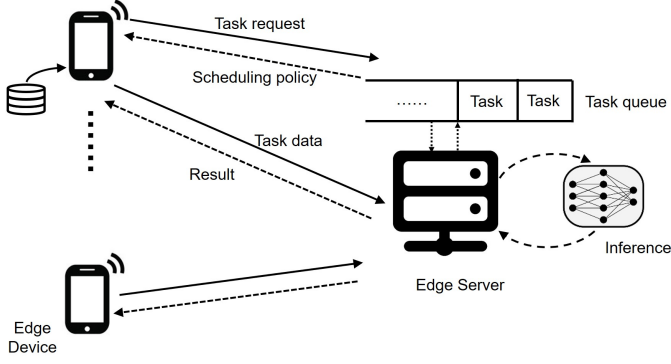 Task request
Scheduling policy
......
Task
Task
Task queue
Task data
Result
Inference
Edge Server
Edge
Device